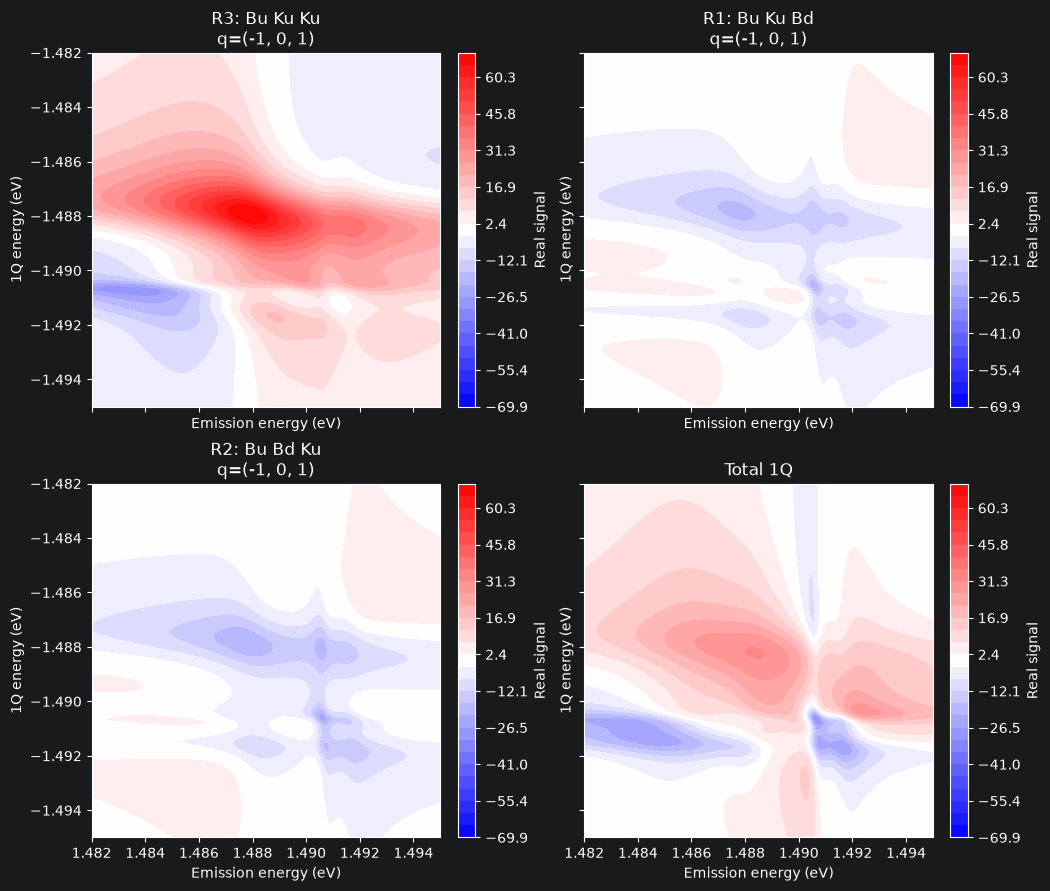 R3: Bu Ku Ku
q=(-1, 0, 1)
R1: Bu Ku Bd
q=(-1, 0, 1)
−1.482
−1.484
−1.486
−1.488
−1.490
−1.492
−1.494
1Q energy (eV)
Emission energy (eV)
60.3
45.8
31.3
16.9
2.4
−12.1
−26.5
−41.0
−55.4
−69.9
Real signal
1Q energy (eV)
Emission energy (eV)
60.3
45.8
31.3
16.9
2.4
−12.1
−26.5
−41.0
−55.4
−69.9
Real signal
R2: Bu Bd Ku
q=(-1, 0, 1)
Total 1Q
−1.482
−1.484
−1.486
−1.488
−1.490
−1.492
−1.494
1Q energy (eV)
1.482 1.484 1.486 1.488 1.490 1.492 1.494
Emission energy (eV)
60.3
45.8
31.3
16.9
2.4
−12.1
−26.5
−41.0
−55.4
−69.9
Real signal
1Q energy (eV)
1.482 1.484 1.486 1.488 1.490 1.492 1.494
Emission energy (eV)
60.3
45.8
31.3
16.9
2.4
−12.1
−26.5
−41.0
−55.4
−69.9
Real signal